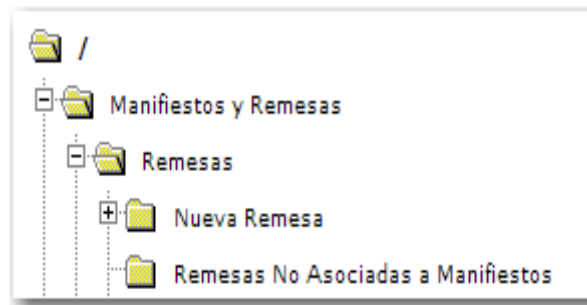 /
Manifiestos y Remesas
Remesas
Nueva Remesa
Remesas No Asociadas a Manifiestos